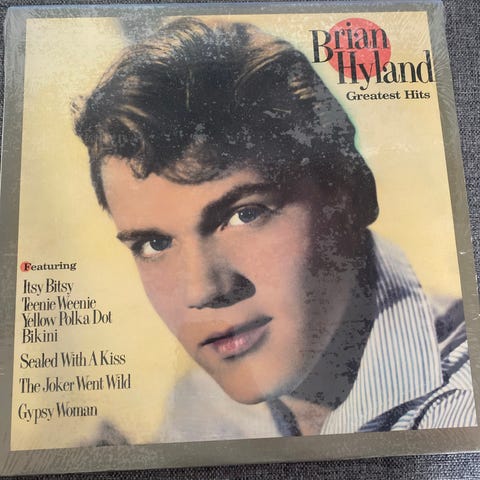 Brian
Hyland
Greatest Hits
Featuring
Itsy Bitsy
Teenie Weenie
Yellow Polka Dot
Bikini
Sealed With A Kiss
The Joker Went Wild
Gypsy Woman